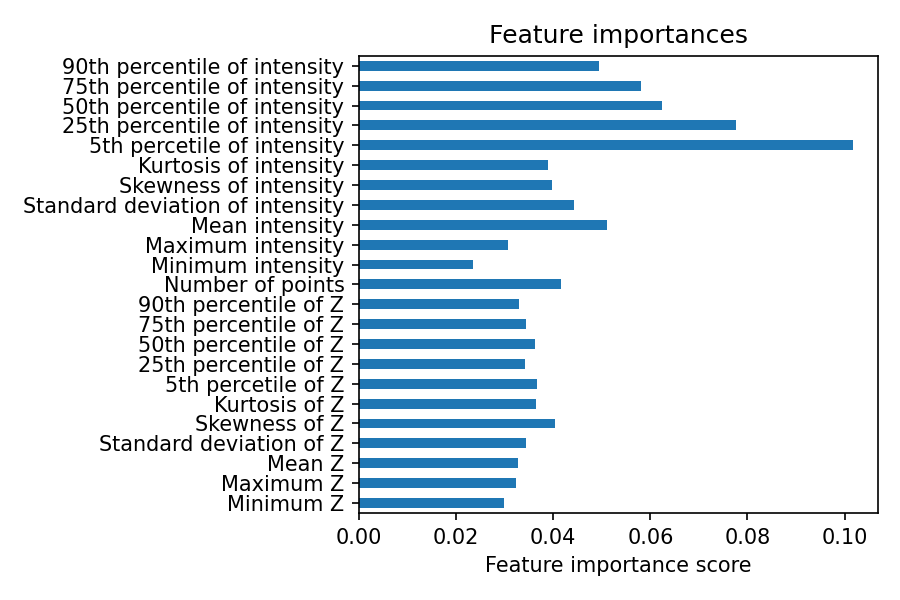 Feature importances
90th percentile of intensity
75th percentile of intensity
50th percentile of intensity
25th percentile of intensity
5th percetile of intensity
Kurtosis of intensity
Skewness of intensity
Standard deviation of intensity
Mean intensity
Maximum intensity
Minimum intensity
Number of points
90th percentile of Z
75th percentile of Z
50th percentile of Z
25th percentile of Z
5th percetile of Z
Kurtosis of Z
Skewness of Z
Standard deviation of Z
Mean Z
Maximum Z
Minimum Z
0.00 0.02 0.04 0.06 0.08 0.10
Feature importance score